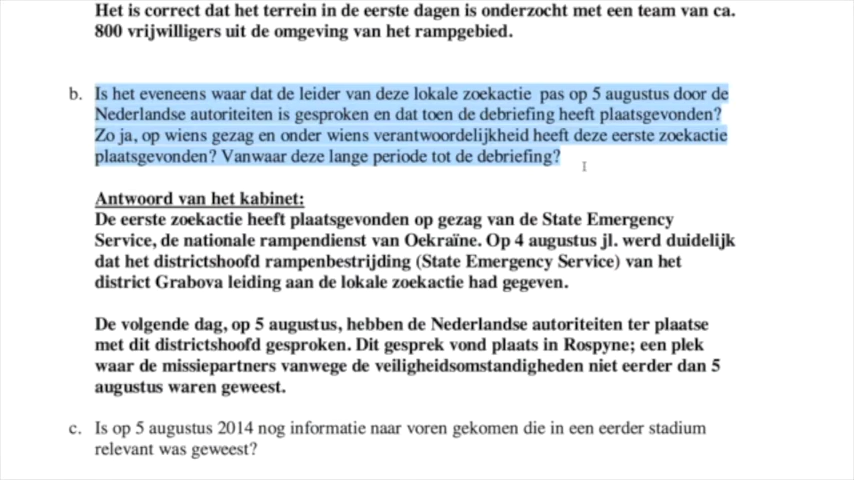 Het is correct dat het terrein in de eerste dagen is onderzocht met een team van ca.
800 vrijwilligers uit de omgeving van het rampgebied.
b. Is het eveneens waar dat de leider van deze lokale zoekactie pas op 5 augustus door de
Nederlandse autoriteiten is gesproken en dat toen de debriefing heeft plaatsgevonden?
Zo ja, op wiens gezag en onder wiens verantwoordelijkheid heeft deze eerste zoekactie
plaatsgevonden? Vanwaar deze lange periode tot de debriefing?
Antwoord van het kabinet:
De eerste zoekactie heeft plaatsgevonden op gezag van de State Emergency
Service, de nationale rampendienst van Oekraïne. Op 4 augustus jl. werd duidelijk
dat het districtshoofd rampenbestrijding (State Emergency Service) van het
district Grabova leiding aan de lokale zoekactie had gegeven.
De volgende dag, op 5 augustus, hebben de Nederlandse autoriteiten ter plaatse
met dit districtshoofd gesproken. Dit gesprek vond plaats in Rospyne; een plek
waar de missiepartners vanwege de veiligheidsomstandigheden niet eerder dan 5
augustus waren geweest.
c. Is op 5 augustus 2014 nog informatie naar voren gekomen die in een eerder stadium
relevant was geweest?